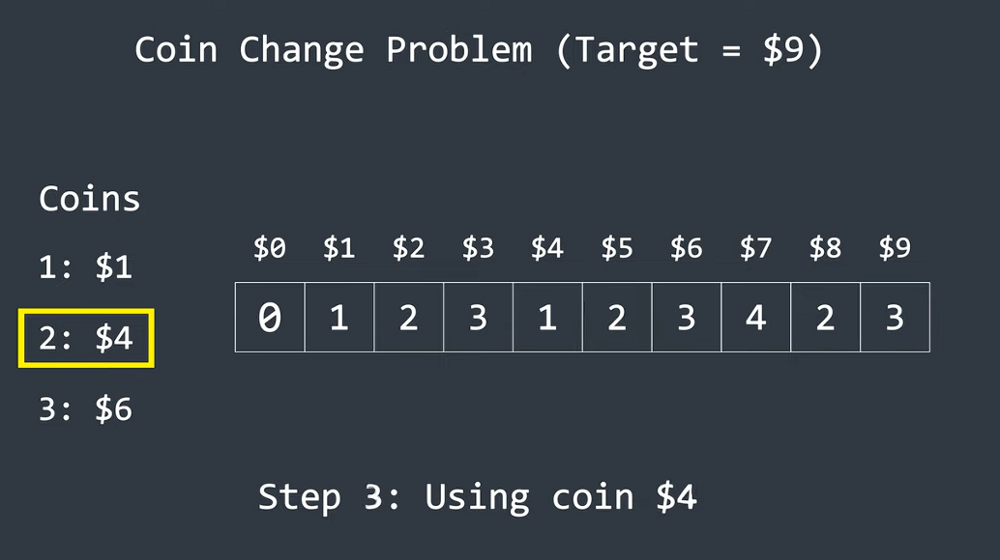 Coin Change Problem (Target = $9)
Coins
1: $1
2: $4
3: $6
$0 $1 $2 $3 $4 $5 $6 $7 $8 $9
0 1 2 3 1 2 3 4 2 3
Step 3: Using coin $4